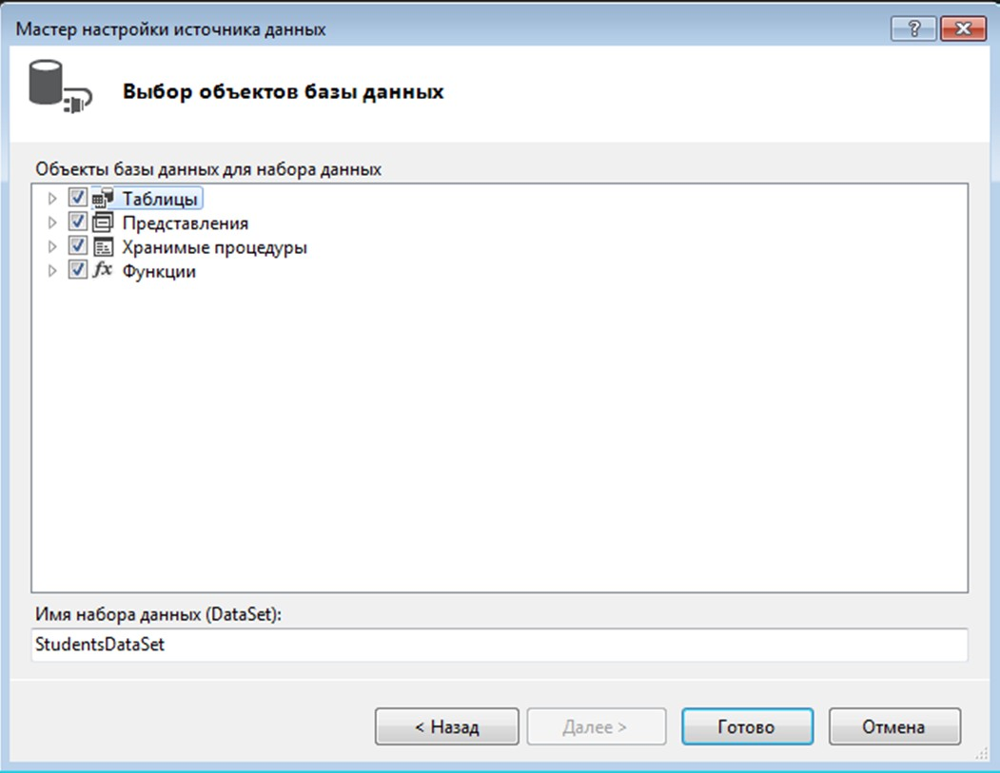 Мастер настройки источника данных
?
Выбор объектов базы данных
Объекты базы данных для набора данных
Таблицы
Представления
Хранимые процедуры
fx Функции
Имя набора данных (DataSet):
StudentsDataSet
< Назад
Далее >
Готово
Отмена